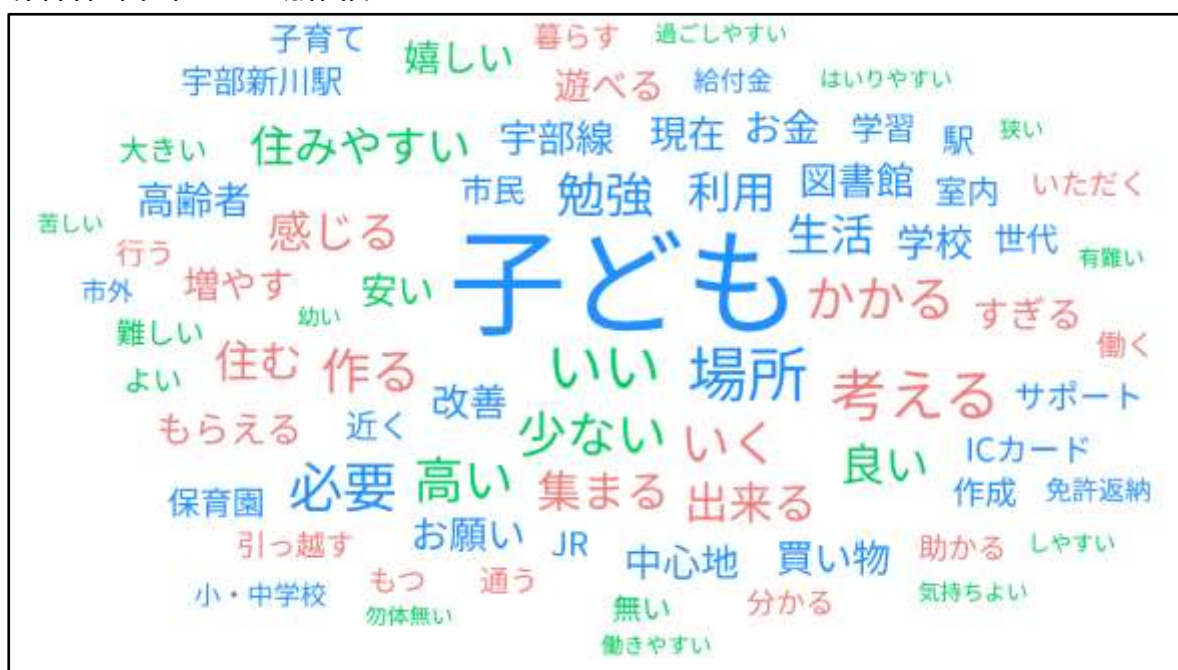 子育て 嬉しい 暮らす 過ごしやすい
宇部新川駅 遊べる 給付金 はいりやすい
大きい 住みやすい 宇部線 現在 お金 学習 駅 狭い
高齢者 市民 勉強 利用 図書館 室内 いただく
苦しい 感じる 生活 学校 世代
行う 有難い
市外 増やす 安い 子ども かかる すぎる
幼い
難しい 働く
よい 住む 作る いい 場所 考える サポート
改善
もらえる 近く 少ない いく 良い ICカード
保育園 必要 高い 集まる 出来る 作成 免許返納
引っ越す お願い JR 中心地 買い物 助かる しやすい
小・中学校 もつ 通う 無い 分かる 気持ちよい
勿体無い
働きやすい